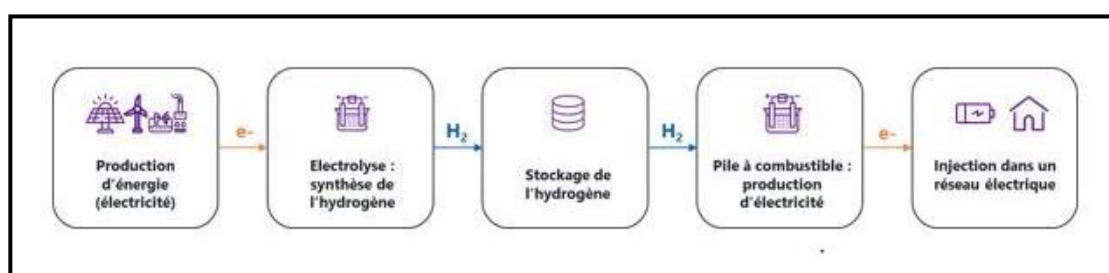 Production
d'énergie
(électricité)
e-
Electrolyse :
synthèse de
l'hydrogène
H₂
Stockage de
l'hydrogène
H₂
Pile à combustible :
production
d'électricité
e-
Injection dans un
réseau électrique